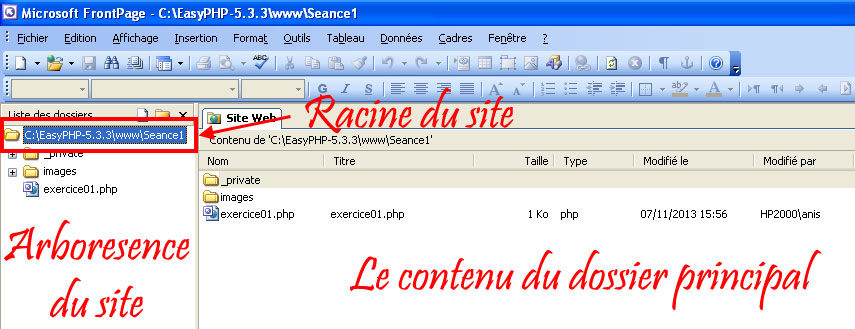 Microsoft FrontPage - C:\EasyPHP-5.3.3\www\Seance1
Fichier Edition Affichage Insertion Format Outils Tableau Données Cadres Fenêtre ?
ABC
G I S
ab A
Liste des dossiers
Site Web
Racine du site
C:\EasyPHP-5.3.3\www\Seance1
Contenu de 'C:\EasyPHP-5.3.3\www\Seance1'
_private
images
exercice01.php
Nom Titre Taille Type Modifié le Modifié par
_private
images
exercice01.php exercice01.php 1 Ko php 07/11/2013 15:56 HP2000\anis
Arboresence
du site
Le contenu du dossier principal